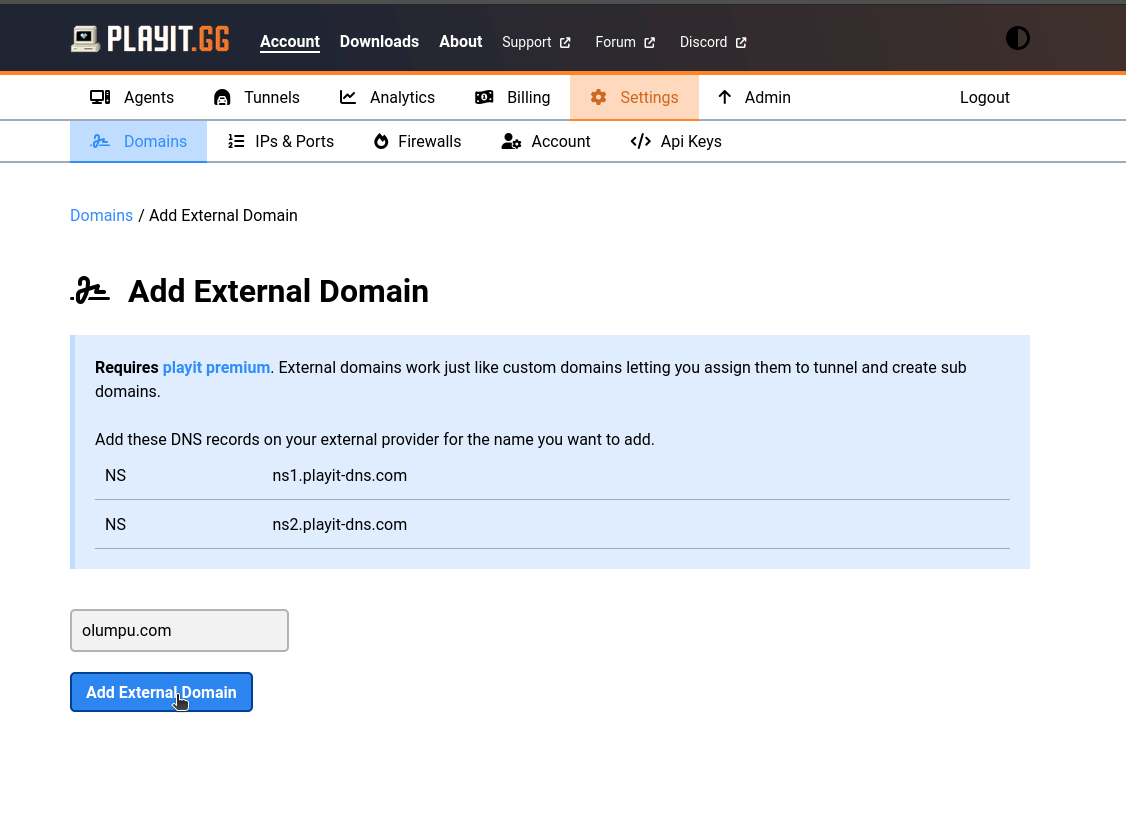 PLAYIT.GG Account Downloads About Support Forum Discord
Agents Tunnels Analytics Billing Settings Admin Logout
Domains IPs & Ports Firewalls Account Api Keys
Domains / Add External Domain
Add External Domain
Requires playit premium. External domains work just like custom domains letting you assign them to tunnel and create sub
domains.
Add these DNS records on your external provider for the name you want to add.
NS ns1.playit-dns.com
NS ns2.playit-dns.com
olumpu.com
Add External Domain